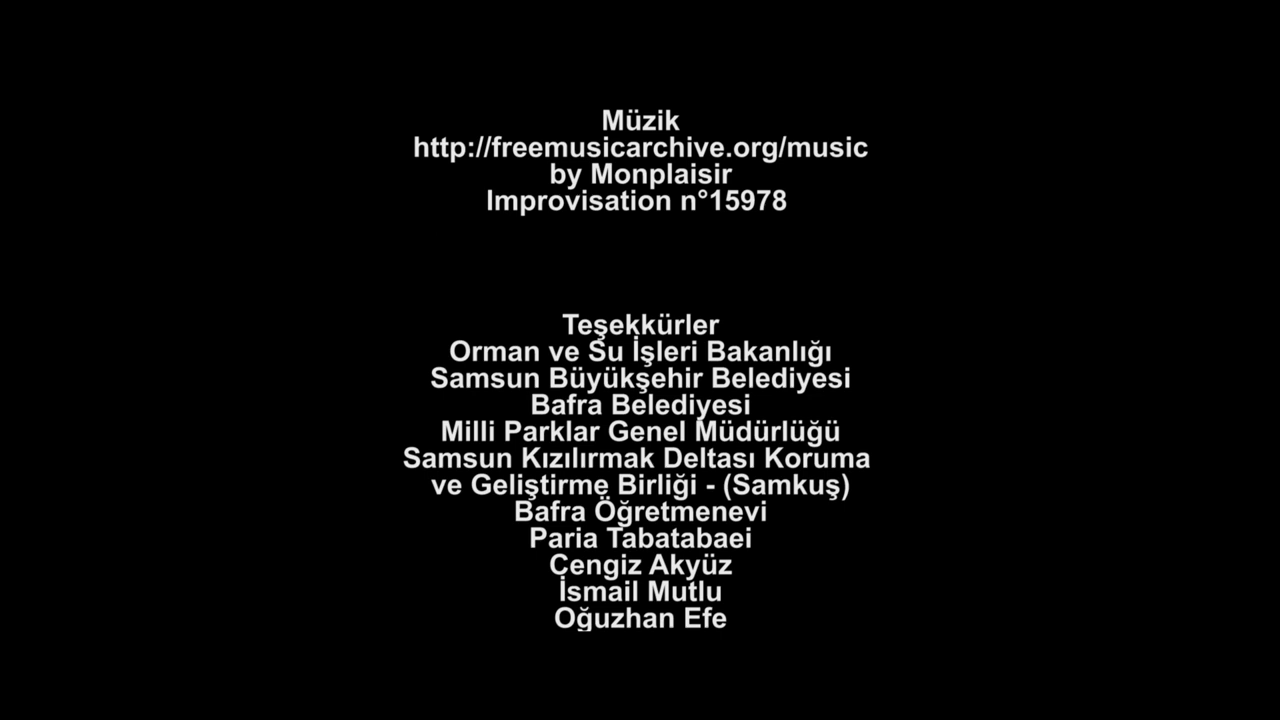 Müzik
http://freemusicarchive.org/music
by Monplaisir
Improvisation n°15978
Teşekkürler
Orman ve Su İşleri Bakanlığı
Samsun Büyükşehir Belediyesi
Bafra Belediyesi
Milli Parklar Genel Müdürlüğü
Samsun Kızılırmak Deltası Koruma
ve Geliştirme Birliği - (Samkuş)
Bafra Öğretmenevi
Paria Tabatabaei
Cengiz Akyüz
İsmail Mutlu
Oğuzhan Efe